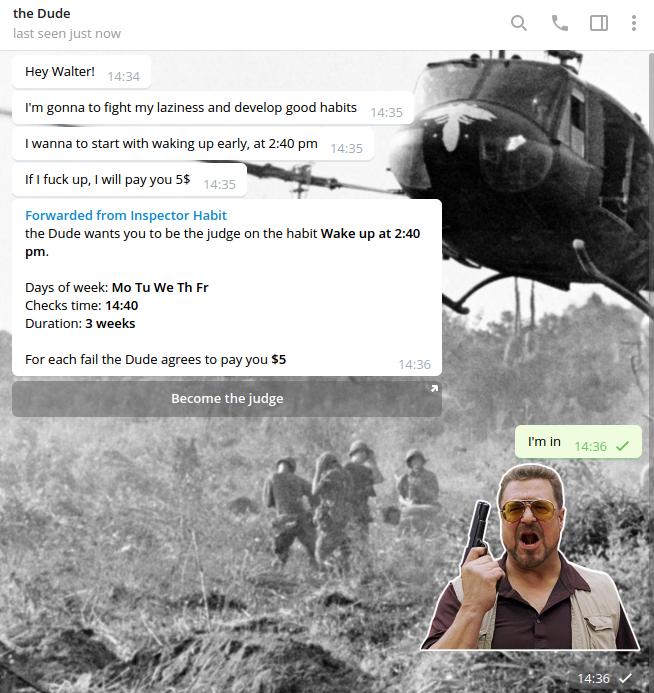 the Dude
last seen just now
Hey Walter! 14:34
I'm gonna to fight my laziness and develop good habits 14:35
I wanna to start with waking up early, at 2:40 pm 14:35
If I fuck up, I will pay you 5$ 14:35
Forwarded from Inspector Habit
the Dude wants you to be the judge on the habit Wake up at 2:40
pm.
Days of week: Mo Tu We Th Fr
Checks time: 14:40
Duration: 3 weeks
For each fail the Dude agrees to pay you $5 14:36
Become the judge
I'm in 14:36
14:36